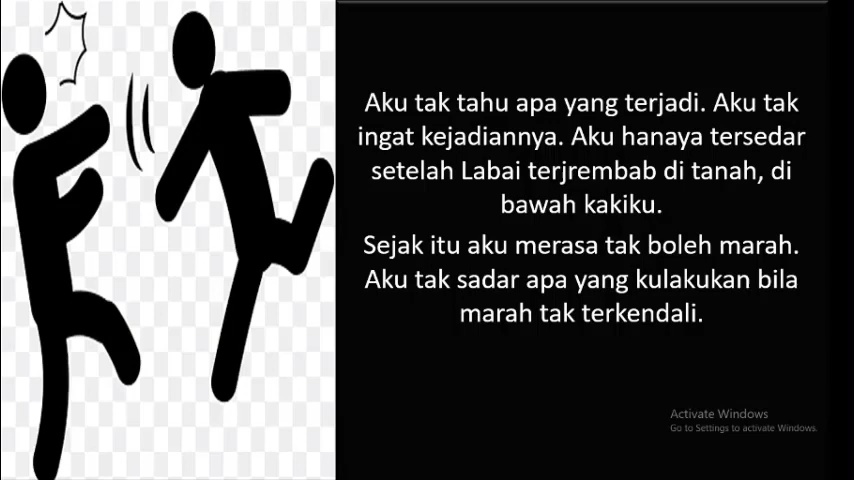 Aku tak tahu apa yang terjadi. Aku tak
ingat kejadiannya. Aku hanaya tersedar
setelah Labai terjrembab di tanah, di
bawah kakiku.
Sejak itu aku merasa tak boleh marah.
Aku tak sadar apa yang kulakukan bila
marah tak terkendali.
Activate Windows
Go to Settings to activate Windows.